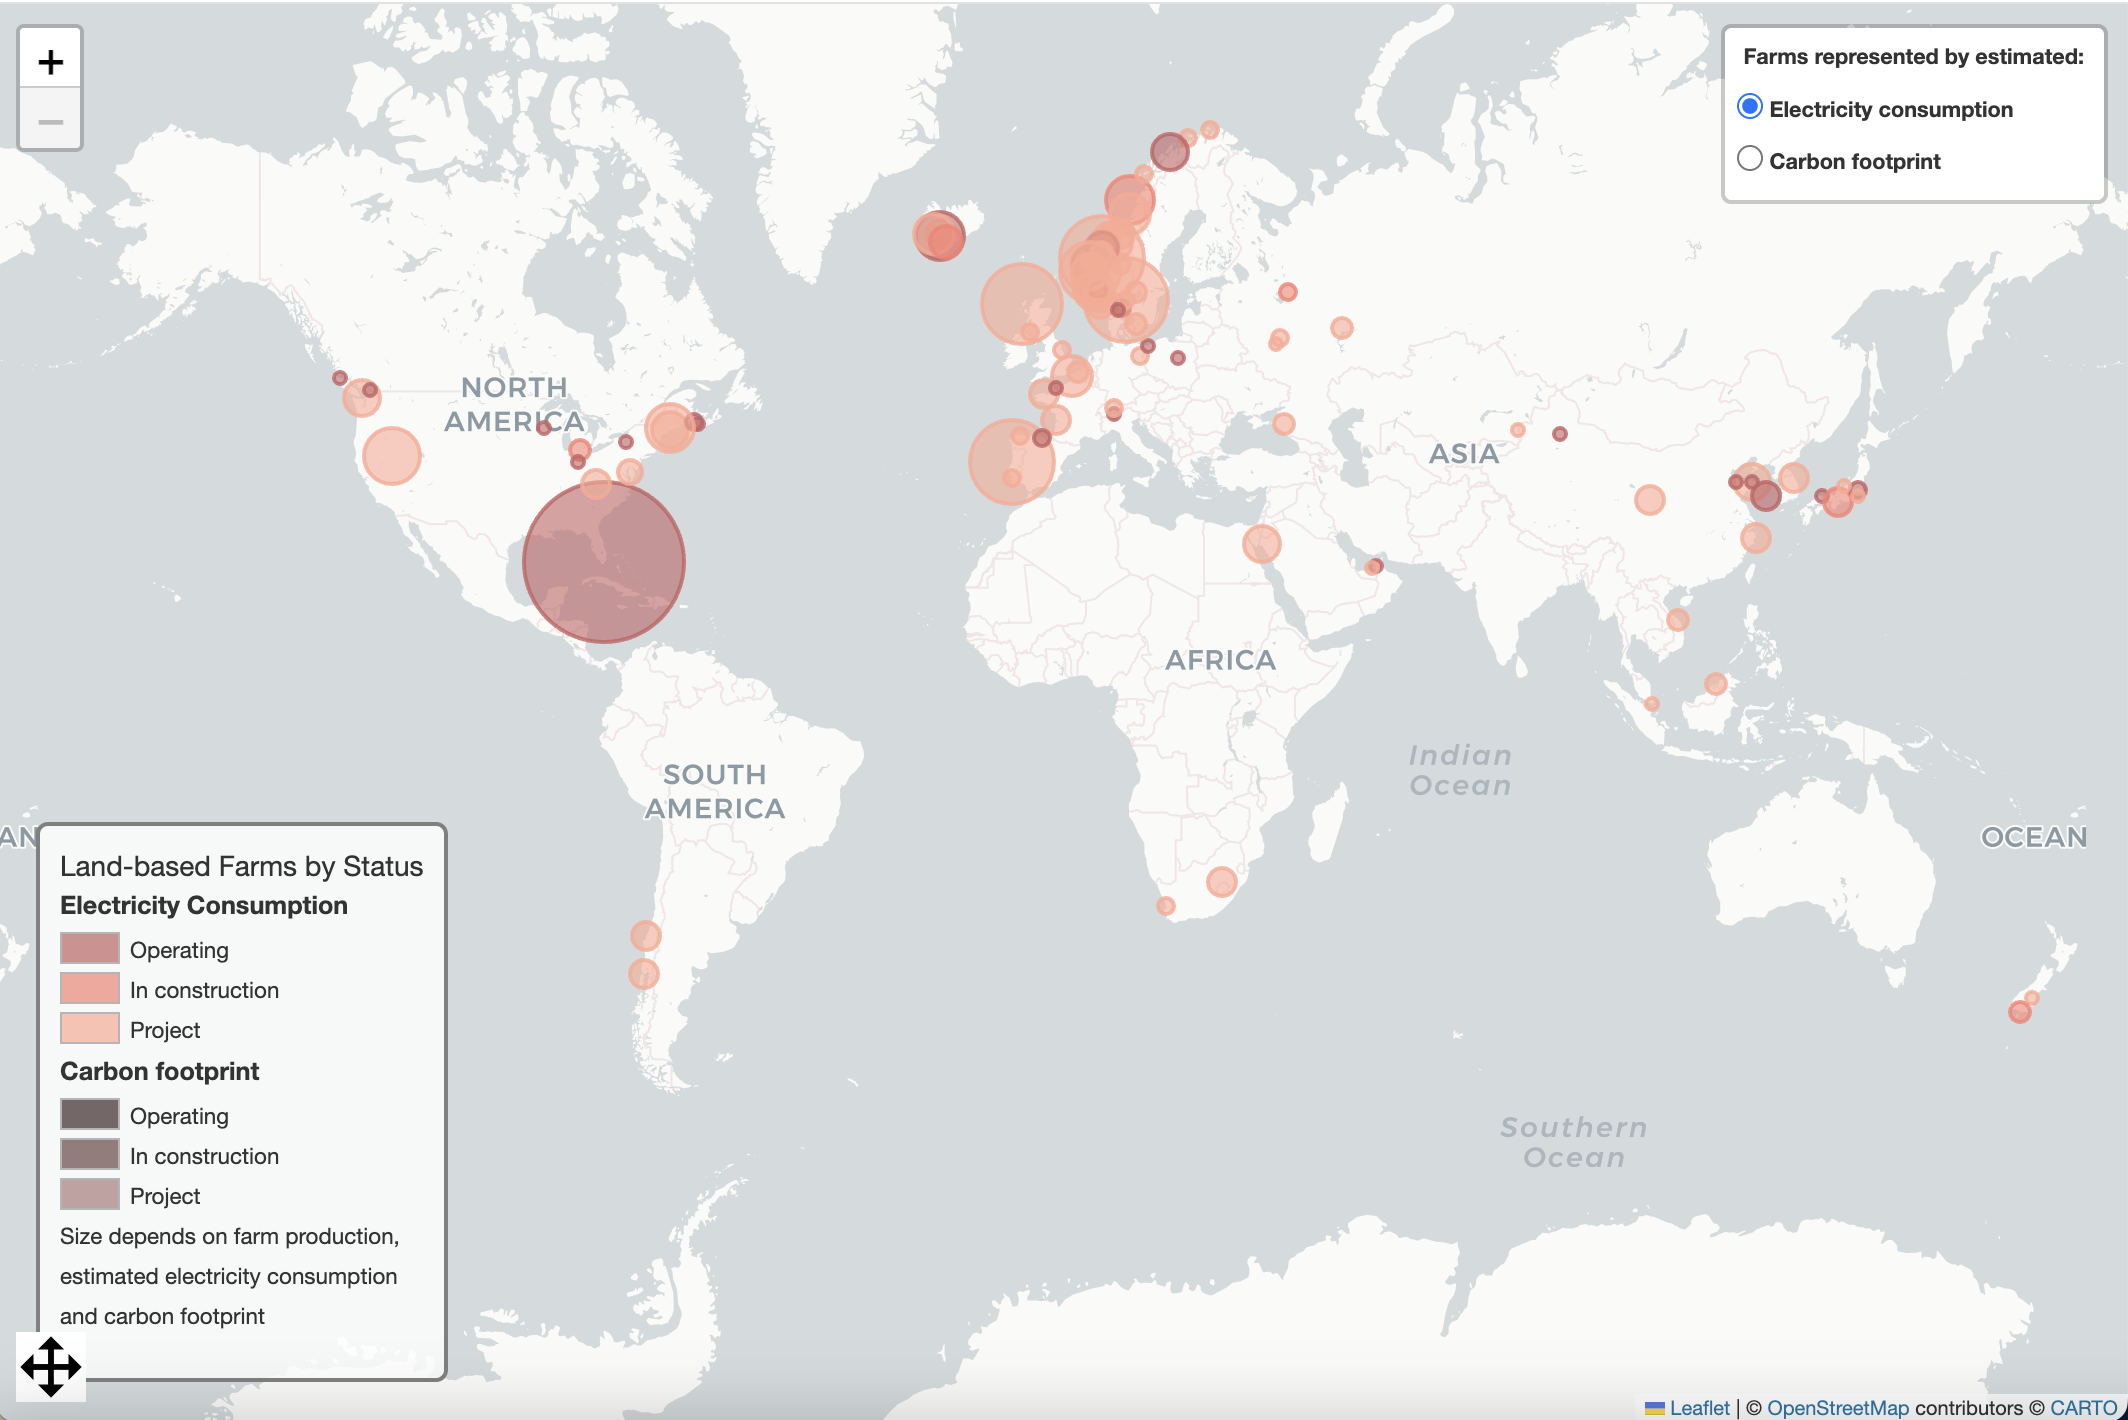 +
−
Farms represented by estimated:
Electricity consumption
Carbon footprint
NORTH
AMERICA
ASIA
AFRICA
SOUTH
AMERICA
Indian
Ocean
AN
OCEAN
Southern
Ocean
Land-based Farms by Status
Electricity Consumption
Operating
In construction
Project
Carbon footprint
Operating
In construction
Project
Size depends on farm production,
estimated electricity consumption
and carbon footprint
Leaflet | © OpenStreetMap contributors © CARTO